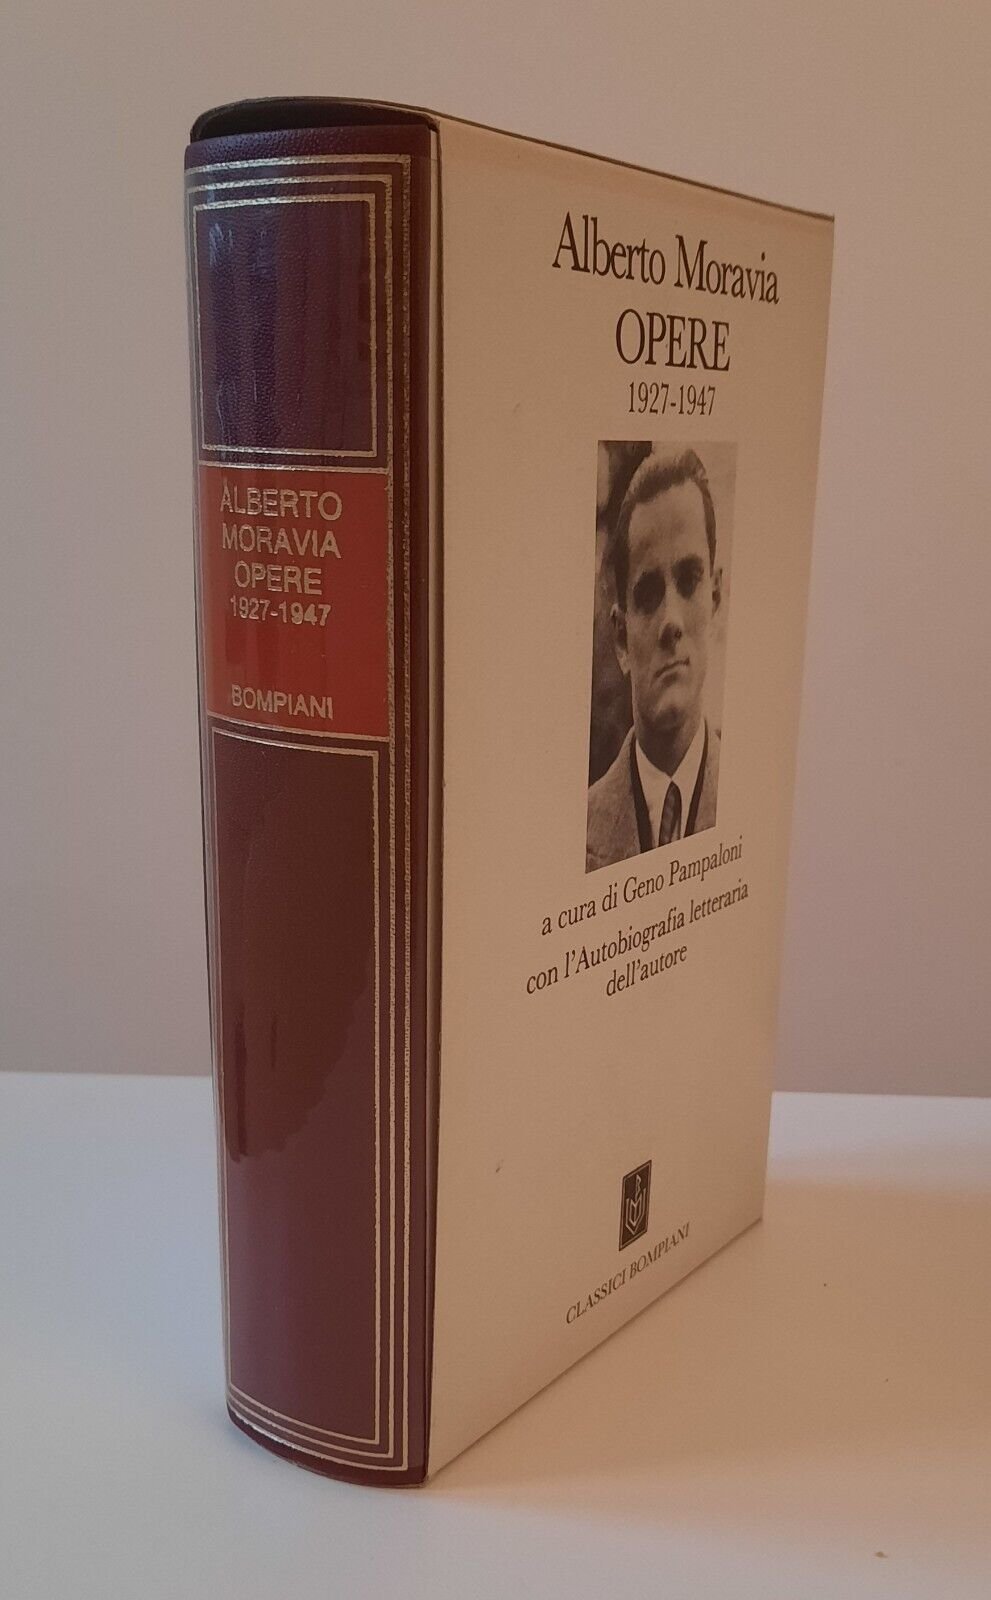 ALBERTO
MORAVIA
OPERE
1927-1947
BOMPIANI
Alberto Moravia
OPERE
1927-1947
a cura di Geno Pampaloni
con l'Autobiografia letteraria
dell'autore
CLASSICI BOMPIANI